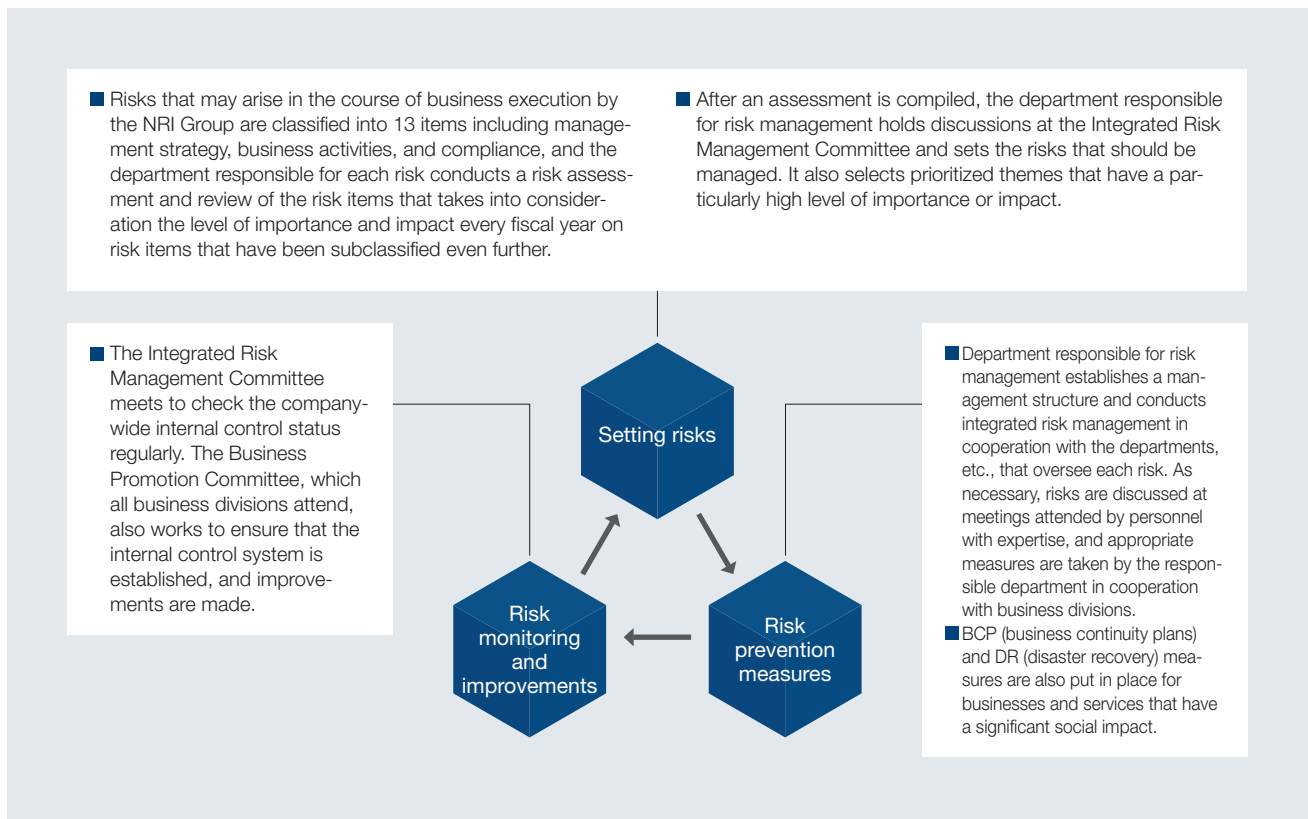 Risks that may arise in the course of business execution by
the NRI Group are classified into 13 items including manage-
ment strategy, business activities, and compliance, and the
department responsible for each risk conducts a risk assess-
ment and review of the risk items that takes into consider-
ation the level of importance and impact every fiscal year on
risk items that have been subclassified even further.
After an assessment is compiled, the department responsible
for risk management holds discussions at the Integrated Risk
Management Committee and sets the risks that should be
managed. It also selects prioritized themes that have a par-
ticularly high level of importance or impact.
The Integrated Risk
Management Committee
meets to check the company-
wide internal control status
regularly. The Business
Promotion Committee, which
all business divisions attend,
also works to ensure that the
internal control system is
established, and improve-
ments are made.
Setting risks
Risk
monitoring
and
improvements
Risk
prevention
measures
Department responsible for risk
management establishes a man-
agement structure and conducts
integrated risk management in
cooperation with the departments,
etc., that oversee each risk. As
necessary, risks are discussed at
meetings attended by personnel
with expertise, and appropriate
measures are taken by the respon-
sible department in cooperation
with business divisions.
BCP (business continuity plans)
and DR (disaster recovery) mea-
sures are also put in place for
businesses and services that have
a significant social impact.